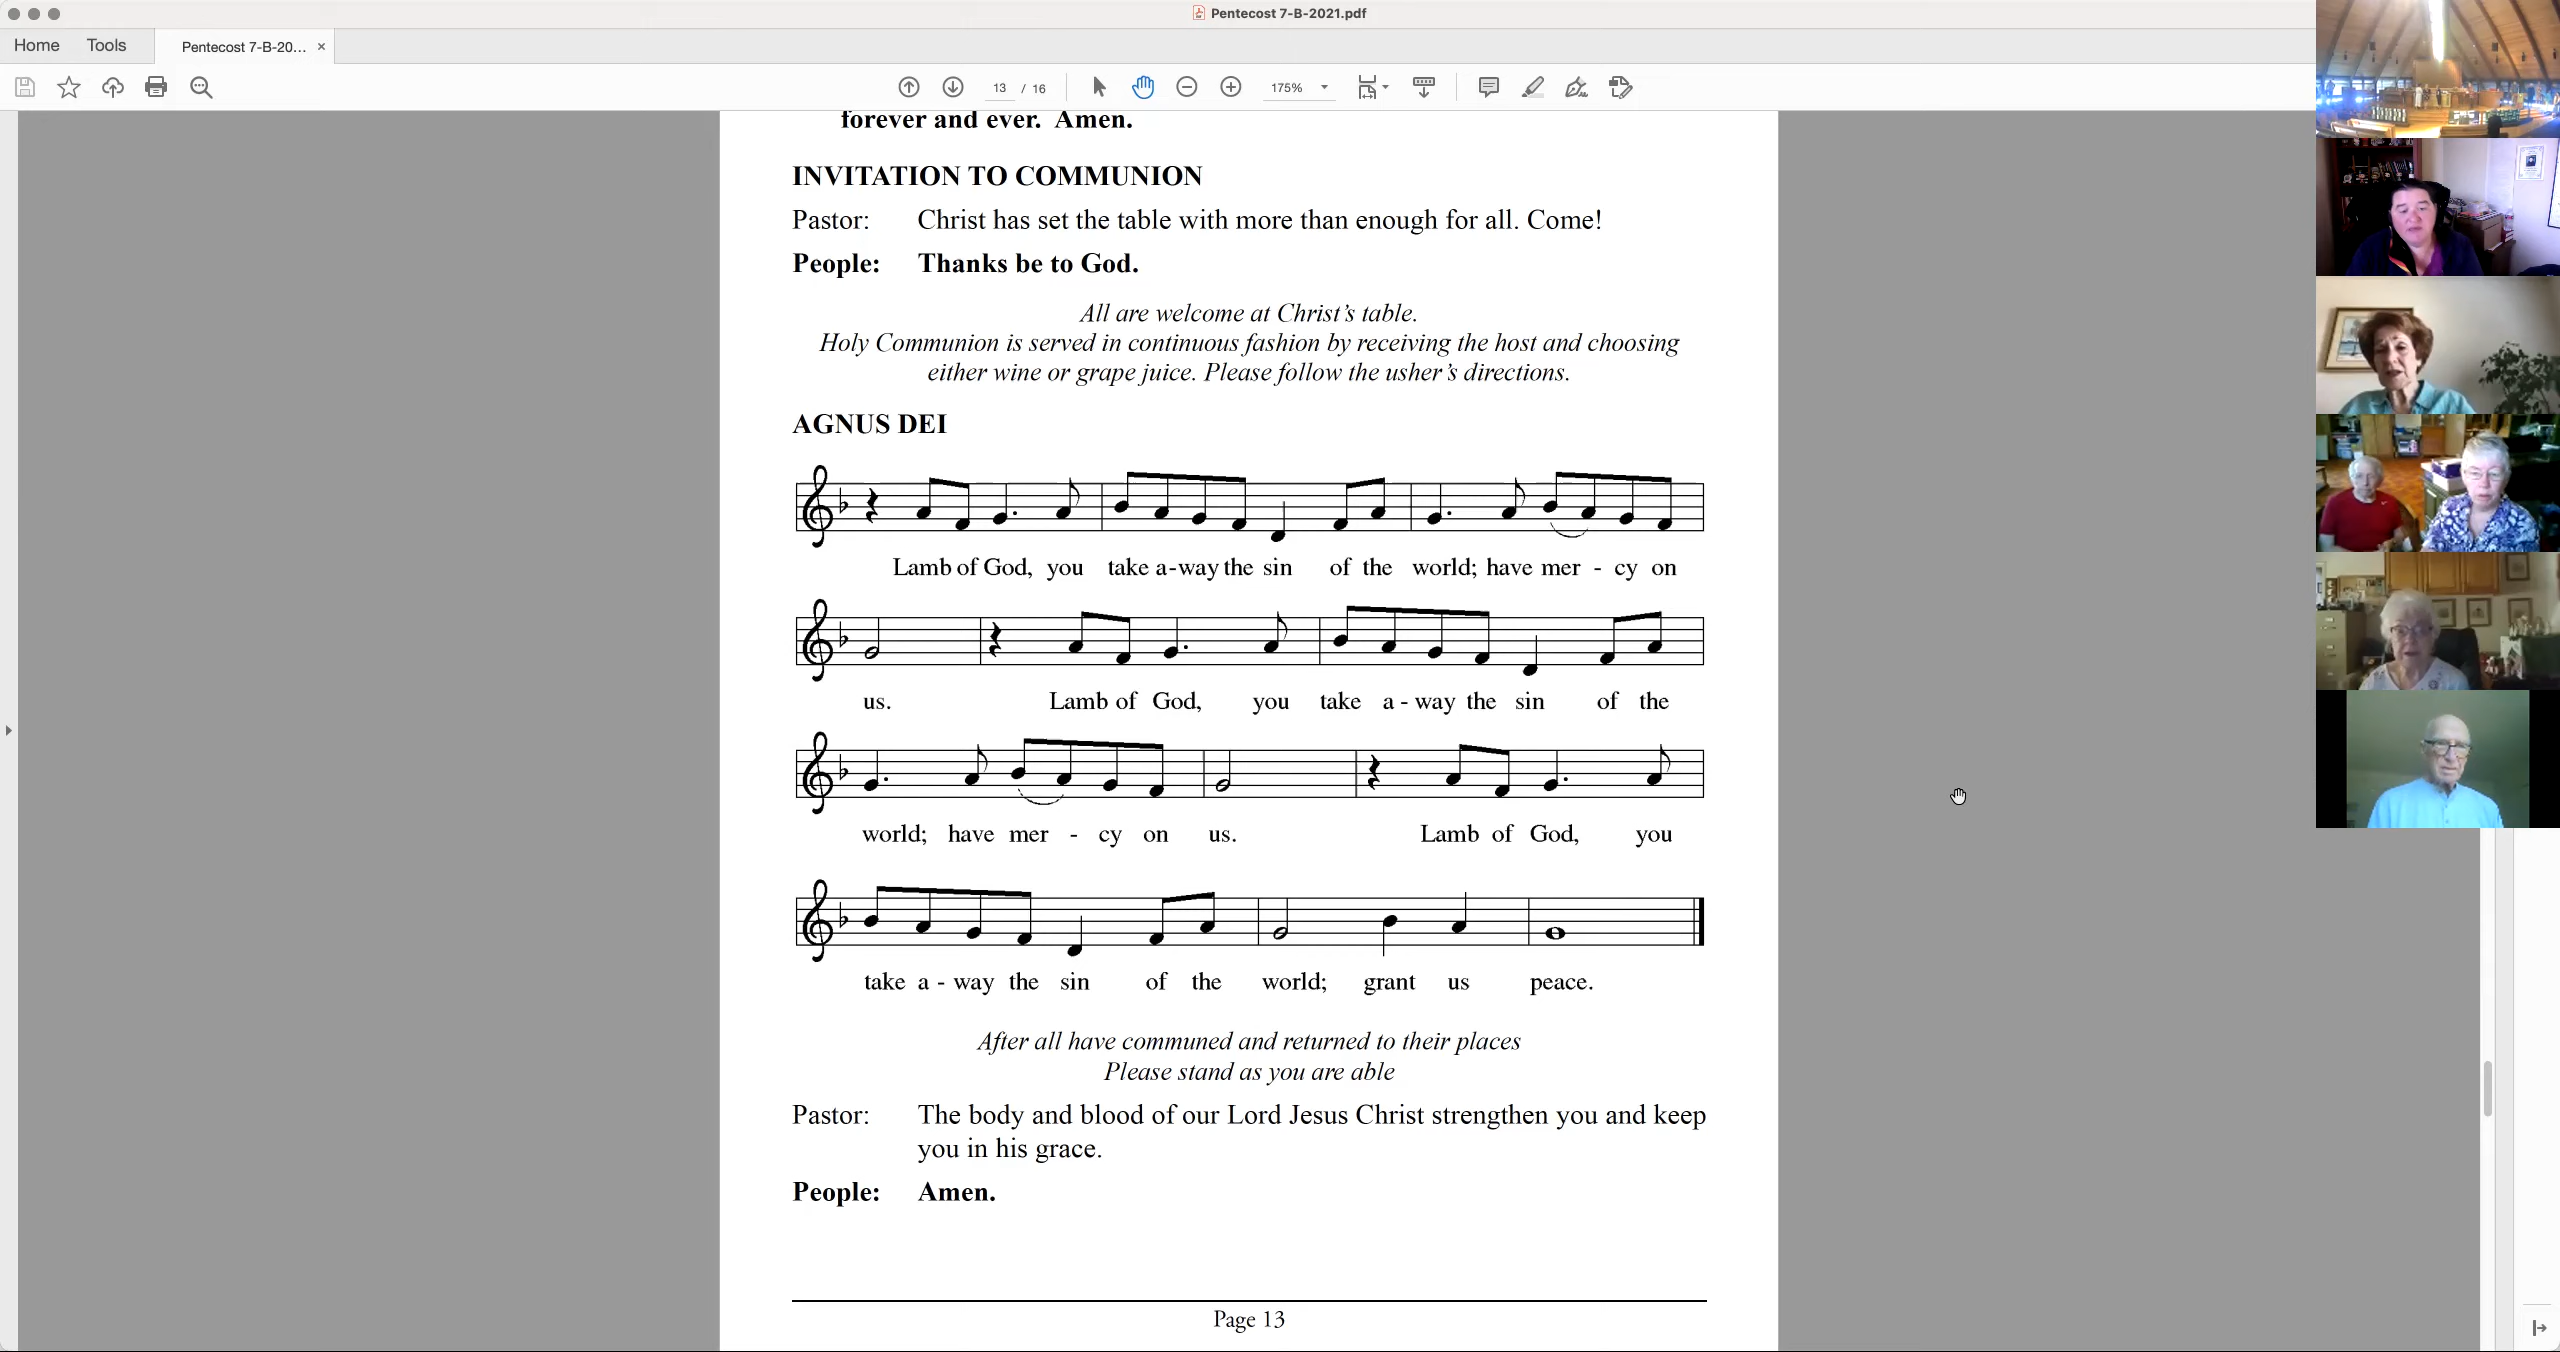 Pentecost 7-B-2021.pdf
Home Tools Pentecost 7-B-20... ×
13 / 16 175%
forever and ever. Amen.
INVITATION TO COMMUNION
Pastor: Christ has set the table with more than enough for all. Come!
People: Thanks be to God.
All are welcome at Christ's table.
Holy Communion is served in continuous fashion by receiving the host and choosing
either wine or grape juice. Please follow the usher's directions.
AGNUS DEI
Lamb of God, you take a-way the sin of the world; have mer - cy on
us. Lamb of God, you take a - way the sin of the
world; have mer - cy on us. Lamb of God, you
take a - way the sin of the world; grant us peace.
After all have communed and returned to their places
Please stand as you are able
Pastor: The body and blood of our Lord Jesus Christ strengthen you and keep
you in his grace.
People: Amen.
Page 13